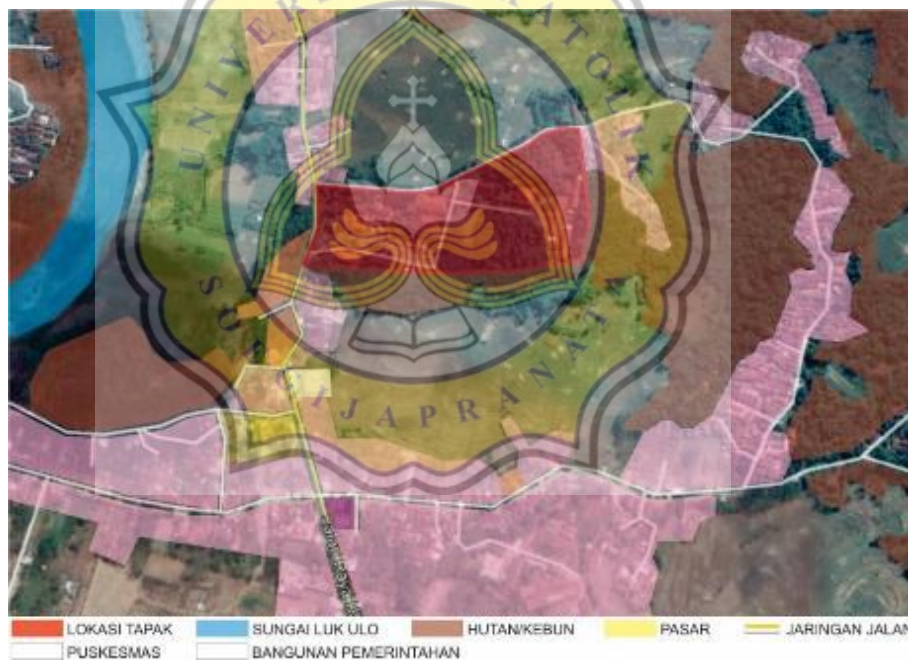 UNIVERSITAS KATOLIK
SOEGIJAPRANATA
LOKASI TAPAK SUNGAI LUK ULO HUTAN/KEBUN PASAR JARINGAN JALAN
PUSKESMAS BANGUNAN PEMERINTAHAN